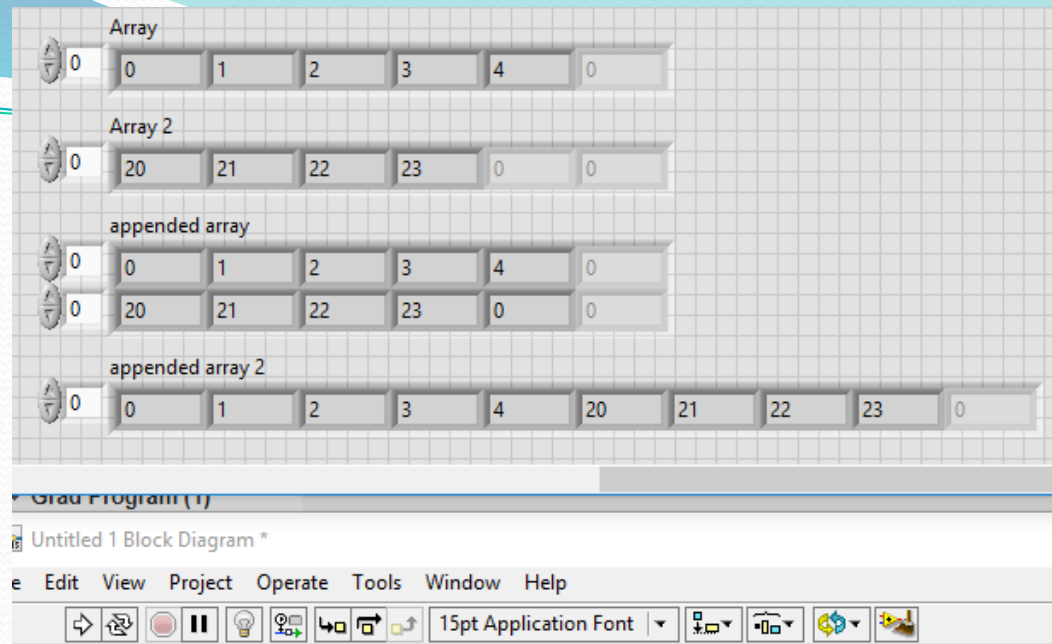 Array
0 0 1 2 3 4 0
Array 2
0 20 21 22 23 0 0
appended array
0 0 1 2 3 4 0
0 20 21 22 23 0 0
appended array 2
0 0 1 2 3 4 20 21 22 23 0
Grad Program (1)
Untitled 1 Block Diagram *
e Edit View Project Operate Tools Window Help
15pt Application Font